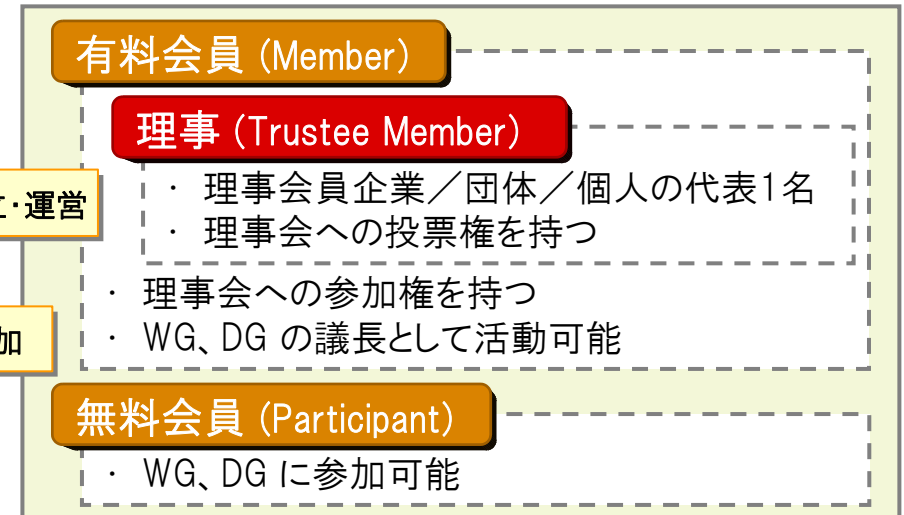 有料会員 (Member)
理事 (Trustee Member)
・ 理事会員企業／団体／個人の代表1名
・ 理事会への投票権を持つ
・運営
・ 理事会への参加権を持つ
・ WG、DG の議長として活動可能
加
無料会員 (Participant)
・ WG、DG に参加可能